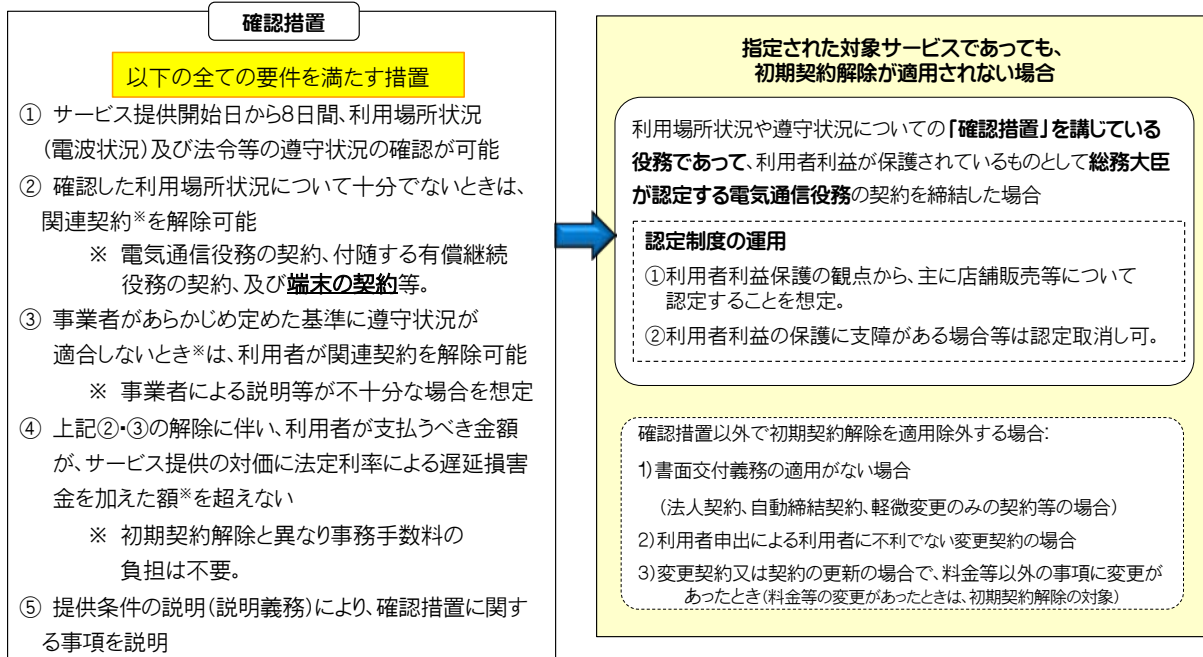 確認措置
以下の全ての要件を満たす措置
① サービス提供開始日から8日間、利用場所状況
(電波状況)及び法令等の遵守状況の確認が可能
② 確認した利用場所状況について十分でないときは、
関連契約※を解除可能
※ 電気通信役務の契約、付随する有償継続
役務の契約、及び端末の契約等。
③ 事業者があらかじめ定めた基準に遵守状況が
適合しないとき※は、利用者が関連契約を解除可能
※ 事業者による説明等が不十分な場合を想定
④ 上記②・③の解除に伴い、利用者が支払うべき金額
が、サービス提供の対価に法定利率による遅延損害
金を加えた額※を超えない
※ 初期契約解除と異なり事務手数料の
負担は不要。
⑤ 提供条件の説明(説明義務)により、確認措置に関す
る事項を説明
指定された対象サービスであっても、
初期契約解除が適用されない場合
利用場所状況や遵守状況についての「確認措置」を講じている
役務であって、利用者利益が保護されているものとして総務大臣
が認定する電気通信役務の契約を締結した場合
認定制度の運用
①利用者利益保護の観点から、主に店舗販売等について
認定することを想定。
②利用者利益の保護に支障がある場合等は認定取消し可。
確認措置以外で初期契約解除を適用除外する場合:
1)書面交付義務の適用がない場合
(法人契約、自動締結契約、軽微変更のみの契約等の場合)
2)利用者申出による利用者に不利でない変更契約の場合
3)変更契約又は契約の更新の場合で、料金等以外の事項に変更が
あったとき(料金等の変更があったときは、初期契約解除の対象)